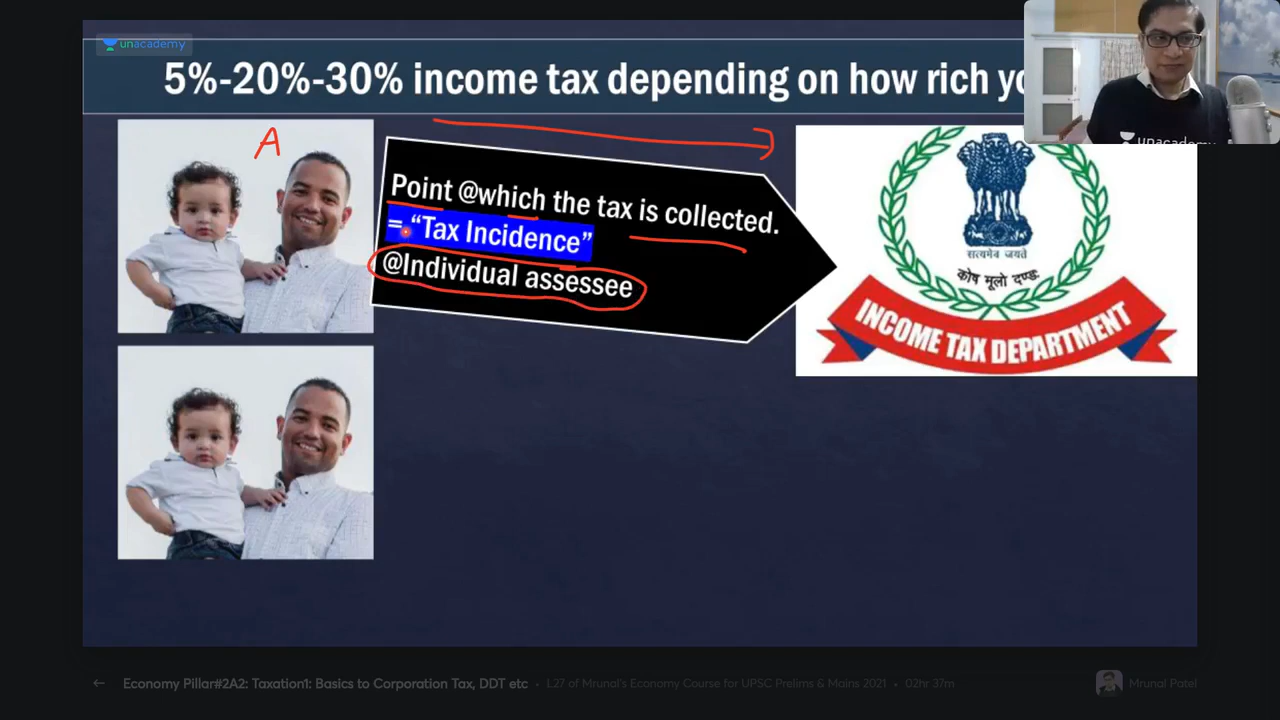 unacademy
5%-20%-30% income tax depending on how rich yo
A
Point @which the tax is collected.
= “Tax Incidence”
@Individual assessee
सत्यमेव जयते
कोष मूलो दण्डः
INCOME TAX DEPARTMENT
unacademy
← Economy Pillar#2A2: Taxation1: Basics to Corporation Tax, DDT etc • L27 of Mrunal's Economy Course for UPSC Prelims & Mains 2021 • 02hr 37m
Mrunal Patel